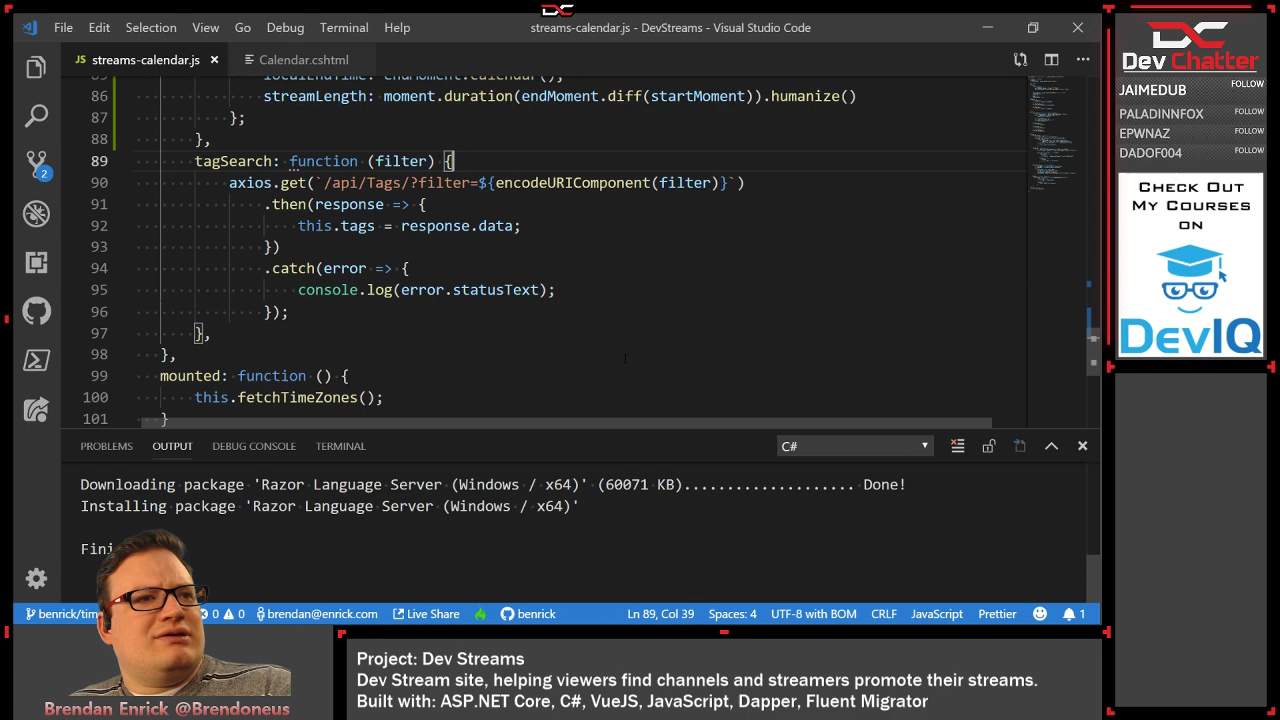 File Edit Selection View Go Debug Terminal Help
streams-calendar.js - DevStreams - Visual Studio Code
JS streams-calendar.js × Calendar.cshtml
86 streamLength: moment.duration(endMoment.diff(startMoment)).humanize()
87 };
88 },
89 tagSearch: function (filter) {
90 axios.get(`/api/Tags/?filter=${encodeURIComponent(filter)}`)
91 .then(response => {
92 this.tags = response.data;
93 })
94 .catch(error => {
95 console.log(error.statusText);
96 });
97 },
98 },
99 mounted: function () {
100 this.fetchTimeZones();
101 }
2
PROBLEMS OUTPUT DEBUG CONSOLE TERMINAL C#
Downloading package 'Razor Language Server (Windows / x64)' (60071 KB).................... Done!
Installing package 'Razor Language Server (Windows / x64)'
Fini
benrick/tim 0 0 brendan@enrick.com Live Share benrick Ln 89, Col 39 Spaces: 4 UTF-8 with BOM CRLF JavaScript Prettier 1
Brendan Enrick @Brendoneus
Project: Dev Streams
Dev Stream site, helping viewers find channels and streamers promote their streams.
Built with: ASP.NET Core, C#, VueJS, JavaScript, Dapper, Fluent Migrator
Dev Chatter
JAIMEDUB FOLLOW
PALADINNFOX FOLLOW
EPWNAZ FOLLOW
DADOF004 FOLLOW
Check Out
My Courses
on
DevIQ